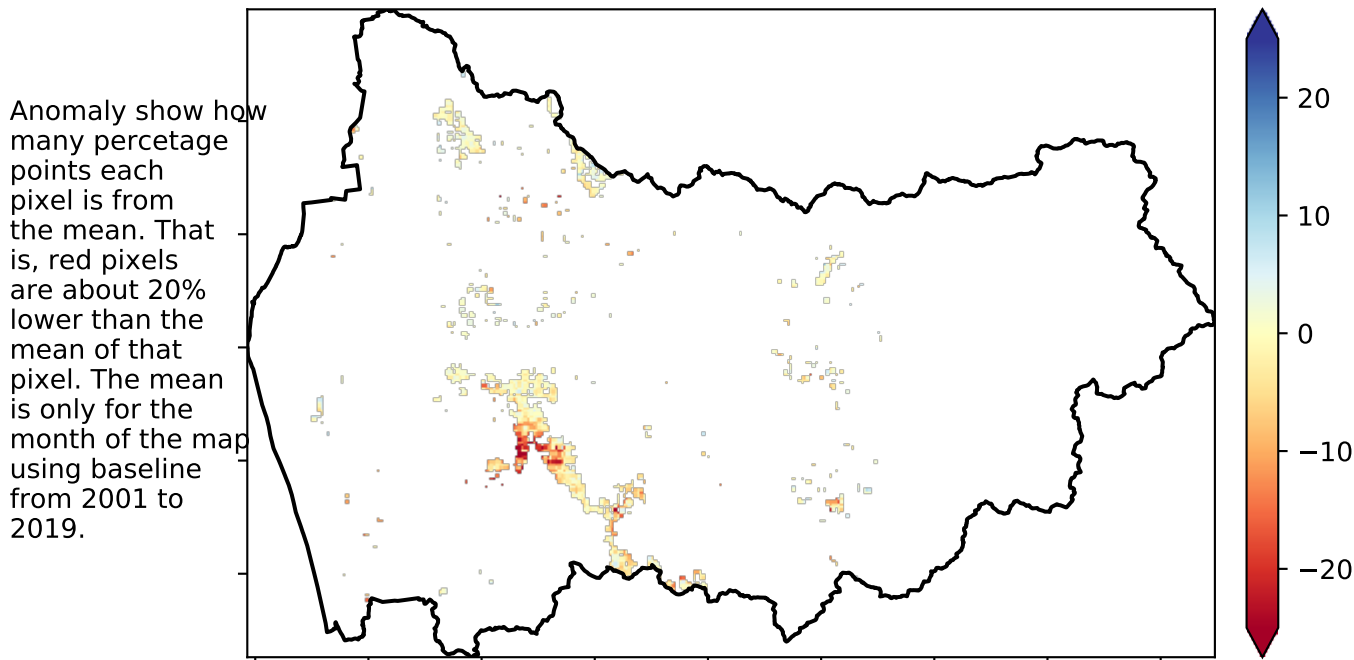 Anomaly show how
many percetage
points each
pixel is from
the mean. That
is, red pixels
are about 20%
lower than the
mean of that
pixel. The mean
is only for the
month of the map
using baseline
from 2001 to
2019.
20
10
0
−10
−20